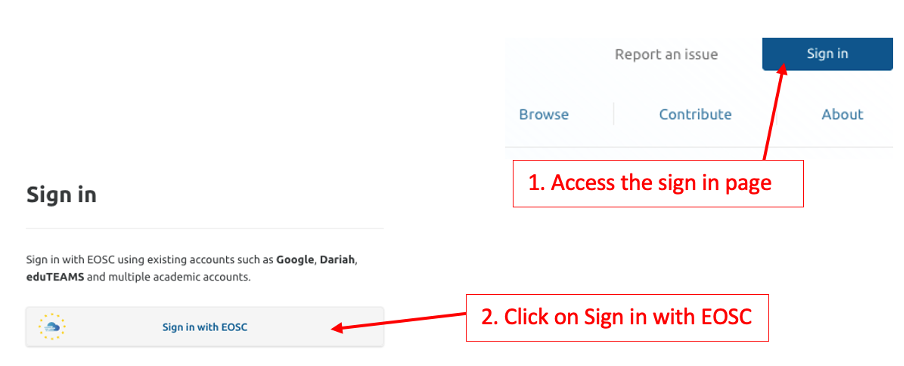 Report an issue
Sign in
Browse
Contribute
About
1. Access the sign in page
Sign in
Sign in with EOSC using existing accounts such as Google, Dariah,
eduTEAMS and multiple academic accounts.
Sign in with EOSC
2. Click on Sign in with EOSC